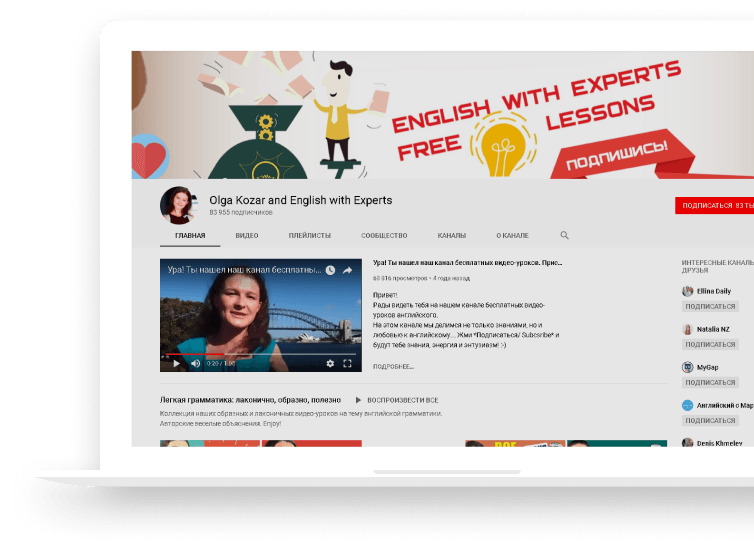 ENGLISH WITH EXPERTS
FREE LESSONS
ПОДПИШИСЬ!
Olga Kozar and English with Experts
83 955 подписчиков
ПОДПИСАТЬСЯ 83 ТЫ
ГЛАВНАЯ ВИДЕО ПЛЕЙЛИСТЫ СООБЩЕСТВО КАНАЛЫ О КАНАЛЕ
Ура! Ты нашел наш канал бесплатны...
0:20
Ура! Ты нашел наш канал бесплатных видео-уроков. Прис...
просмотров • 4 года назад
Привет!
Рады видеть тебя на нашем канале бесплатных видео-
уроков английского.
На этом канале мы делимся не только знаниями, но и
любовью к английскому... Жми *Подписаться/ Subscribe* и
будут тебе знания, энергия и энтузиазм! :-)
ПОДРОБНЕЕ...
Легкая грамматика: лаконично, образно, полезно ВОСПРОИЗВЕСТИ ВСЕ
Коллекция наших образных и лаконичных видео-уроков на тему английской грамматики.
Авторские веселые объяснения. Enjoy!
ИНТЕРЕСНЫЕ КАНАЛЫ
ДРУЗЬЯ
Ellina Daily
ПОДПИСАТЬСЯ
Natalia NZ
ПОДПИСАТЬСЯ
MyGap
ПОДПИСАТЬСЯ
Английский с Мар
ПОДПИСАТЬСЯ
Denis Khmelev